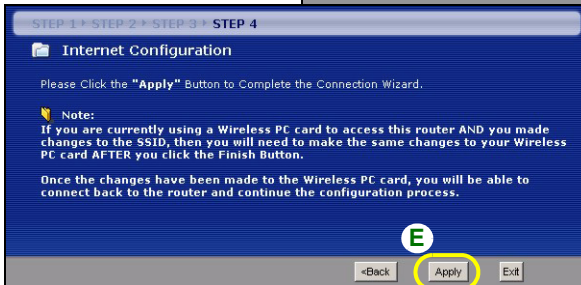 STEP 1 ▸ STEP 2 ▸ STEP 3 ▸ STEP 4
Internet Configuration
Please Click the "Apply" Button to Complete the Connection Wizard.
Note:
If you are currently using a Wireless PC card to access this router AND you made
changes to the SSID, then you will need to make the same changes to your Wireless
PC card AFTER you click the Finish Button.
Once the changes have been made to the Wireless PC card, you will be able to
connect back to the router and continue the configuration process.
E
<Back Apply Exit